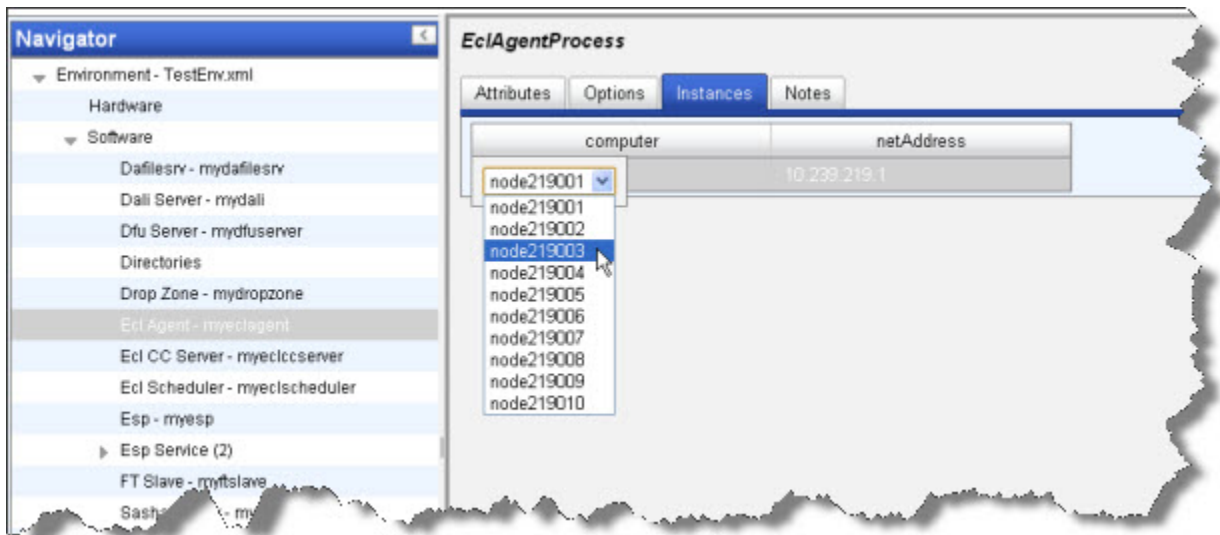 Navigator
Environment - TestEnv.xml
Hardware
Software
Dafilesrv - mydafilesrv
Dali Server - mydali
Dfu Server - mydfuserver
Directories
Drop Zone - mydropzone
Ecl Agent - myeclagent
Ecl CC Server - myeclccserver
Ecl Scheduler - myeclscheduler
Esp - myesp
Esp Service (2)
FT Slave - myftslave
Sasha - my
EclAgentProcess
Attributes Options Instances Notes
computer netAddress
node219001 10.239.219.1
node219001
node219002
node219003
node219004
node219005
node219006
node219007
node219008
node219009
node219010